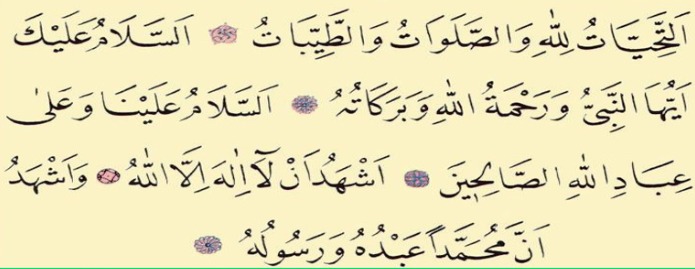 اَلتَّحِيَّاتُ لِلّٰهِ وَالصَّلَوَاتُ وَالطَّيِّبَاتُ ۞ اَلسَّلَامُ عَلَيْكَ
اَيُّهَا النَّبِيُّ وَرَحْمَةُ اللّٰهِ وَبَرَكَاتُهُ ۞ اَلسَّلَامُ عَلَيْنَا وَعَلٰى
عِبَادِ اللّٰهِ الصَّالِحِينَ ۞ اَشْهَدُ اَنْ لَٓا اِلٰهَ اِلَّا اللّٰهُ ۞ وَاَشْهَدُ
اَنَّ مُحَمَّداً عَبْدُهُ وَرَسُولُهُ ۞